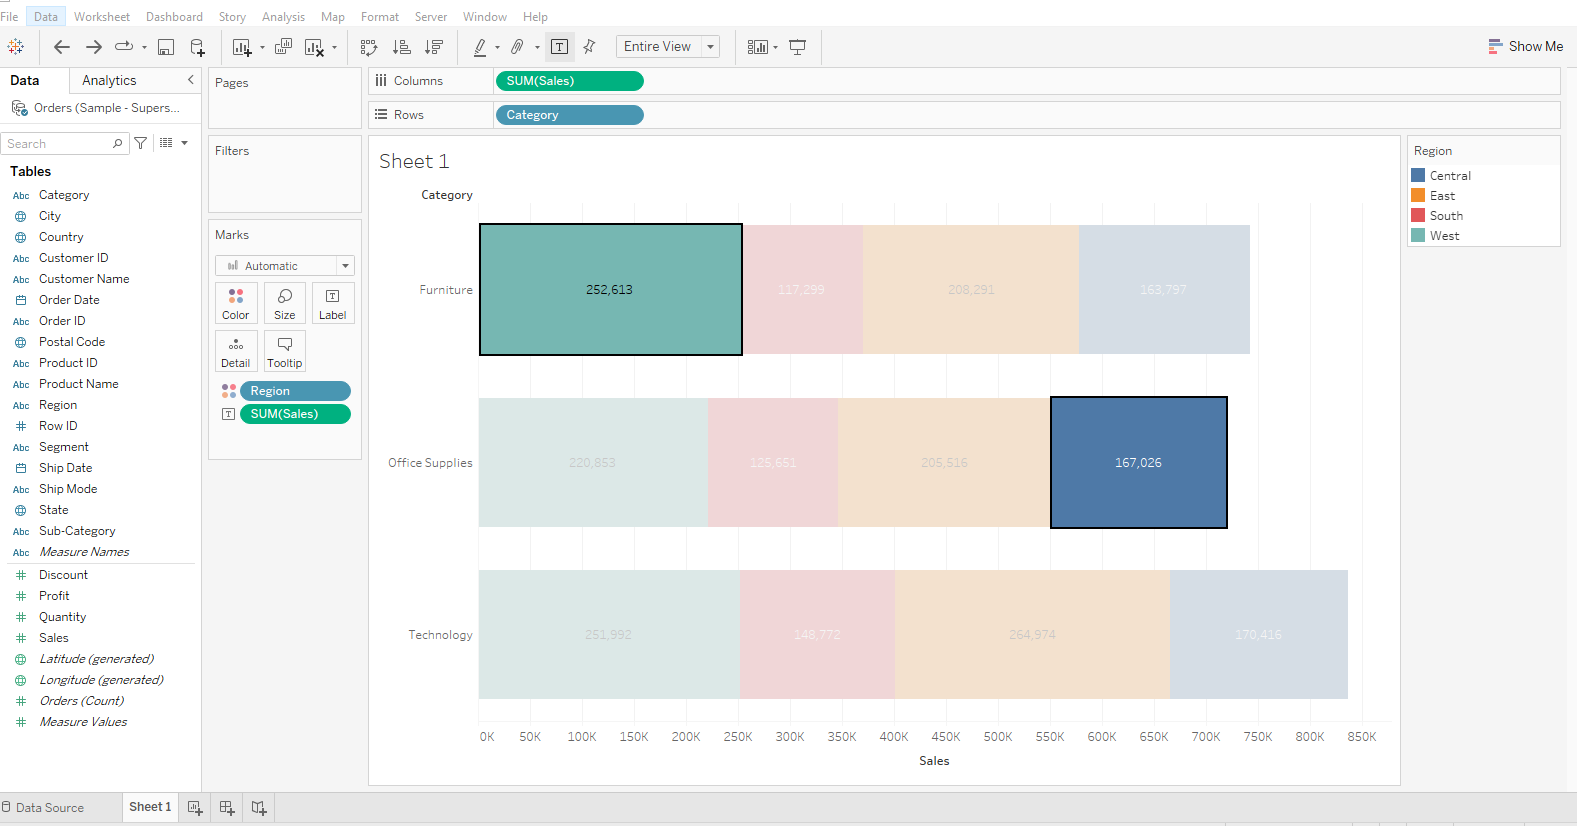 File Data Worksheet Dashboard Story Analysis Map Format Server Window Help
Entire View
Show Me
Data Analytics
Orders (Sample - Supers...
Search
Tables
Abc Category
City
Country
Abc Customer ID
Abc Customer Name
Order Date
Abc Order ID
Postal Code
Abc Product ID
Abc Product Name
Abc Region
Row ID
Abc Segment
Ship Date
Abc Ship Mode
State
Abc Sub-Category
Abc Measure Names
Discount
Profit
Quantity
Sales
Latitude (generated)
Longitude (generated)
Orders (Count)
Measure Values
Pages
Filters
Marks
Automatic
Color Size Label
Detail Tooltip
Region
SUM(Sales)
Columns SUM(Sales)
Rows Category
Sheet 1
Category
Furniture 252,613 117,299 208,291 163,797
Office Supplies 220,853 125,651 205,516 167,026
Technology 251,992 148,772 264,974 170,416
0K 50K 100K 150K 200K 250K 300K 350K 400K 450K 500K 550K 600K 650K 700K 750K 800K 850K
Sales
Region
Central
East
South
West
Data Source Sheet 1